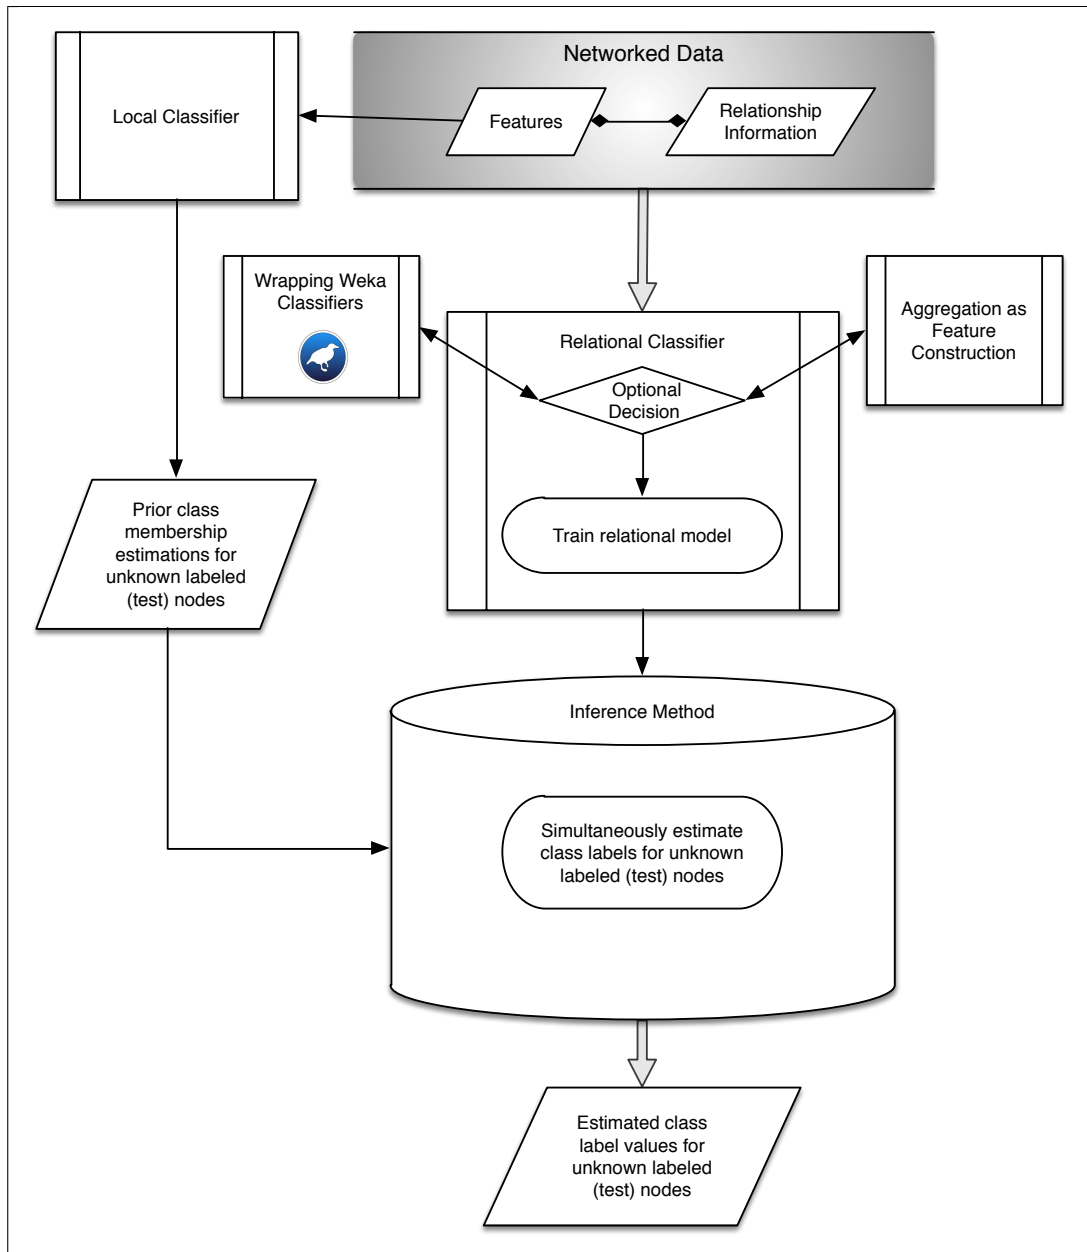 Networked Data
Local Classifier
Features
Relationship
Information
Wrapping Weka
Classifiers
Relational Classifier
Aggregation as
Feature
Construction
Optional
Decision
Train relational model
Prior class
membership
estimations for
unknown labeled
(test) nodes
Inference Method
Simultaneously estimate
class labels for unknown
labeled (test) nodes
Estimated class
label values for
unknown labeled
(test) nodes